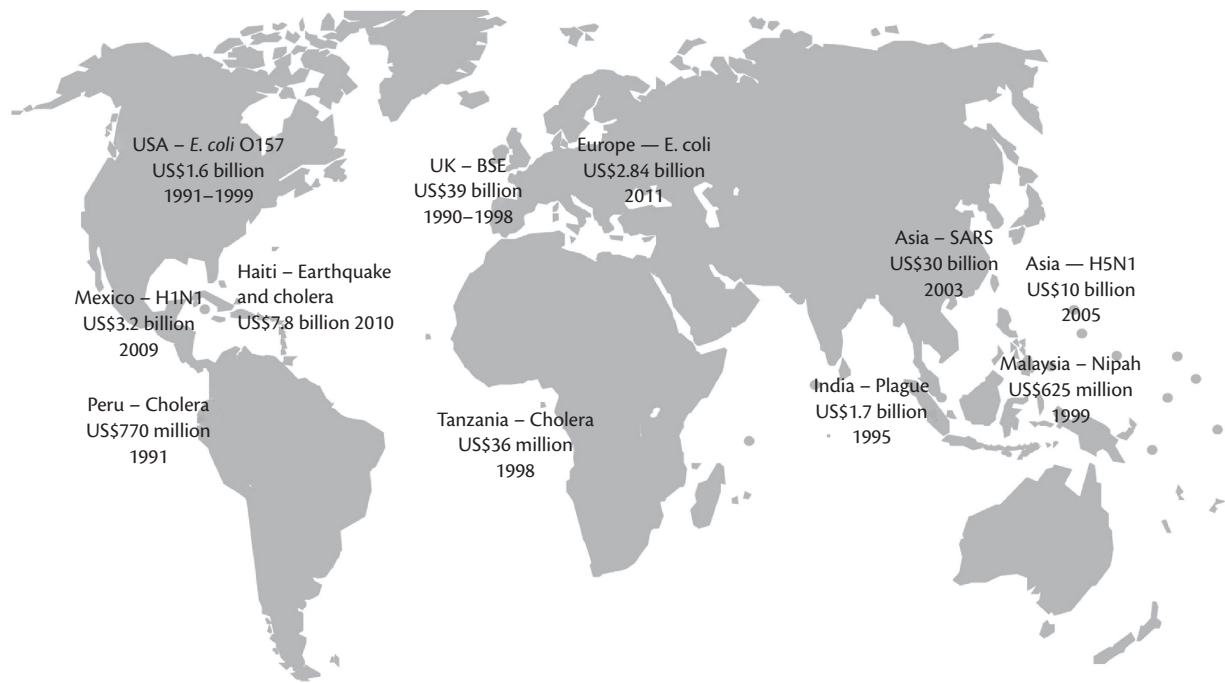 USA – E. coli O157
US$1.6 billion
1991–1999
UK – BSE
US$39 billion
1990–1998
Europe — E. coli
US$2.84 billion
2011
Asia – SARS
US$30 billion
2003
Asia — H5N1
US$10 billion
2005
Haiti – Earthquake
and cholera
US$7.8 billion 2010
Mexico – H1N1
US$3.2 billion
2009
Malaysia – Nipah
US$625 million
1999
India – Plague
US$1.7 billion
1995
Peru – Cholera
US$770 million
1991
Tanzania – Cholera
US$36 million
1998